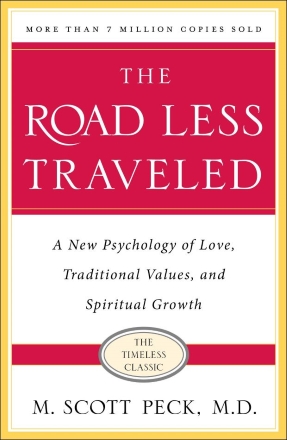 MORE THAN 7 MILLION COPIES SOLD
THE
ROAD LESS
TRAVELED
A New Psychology of Love,
Traditional Values, and
Spiritual Growth
THE
TIMELESS
CLASSIC
M. SCOTT PECK, M.D.